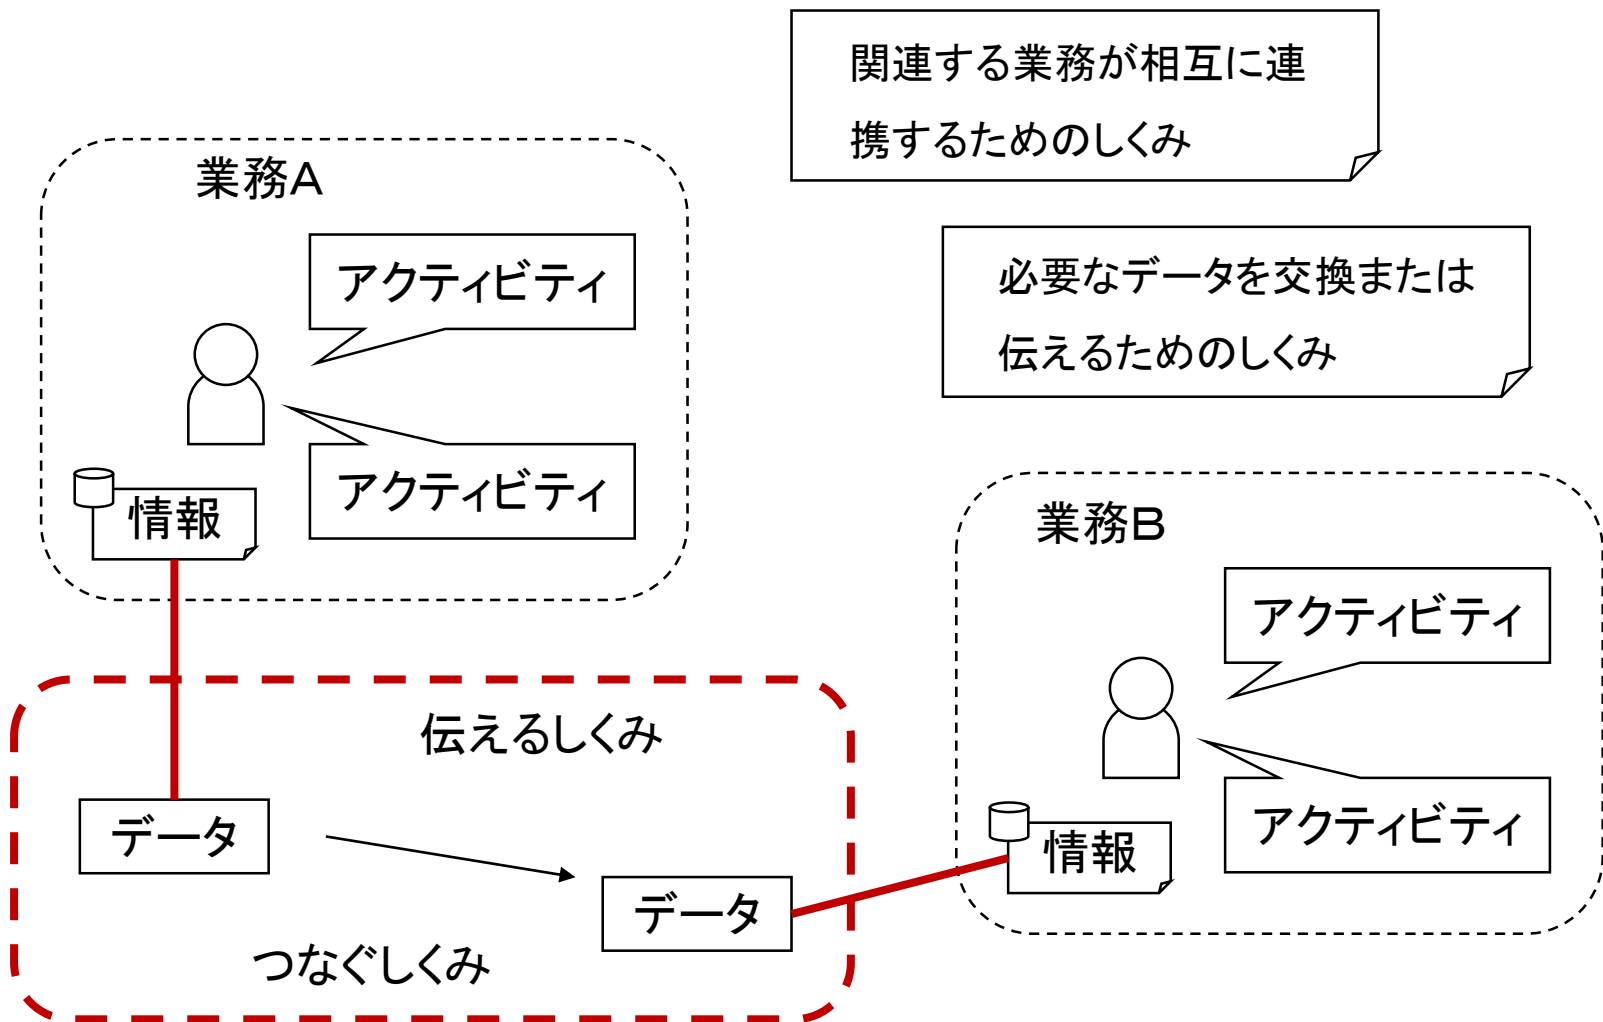 関連する業務が相互に連
携するためのしくみ
業務A
アクティビティ
必要なデータを交換または
伝えるためのしくみ
アクティビティ
情報
業務B
アクティビティ
伝えるしくみ
データ
アクティビティ
情報
データ
つなぐしくみ